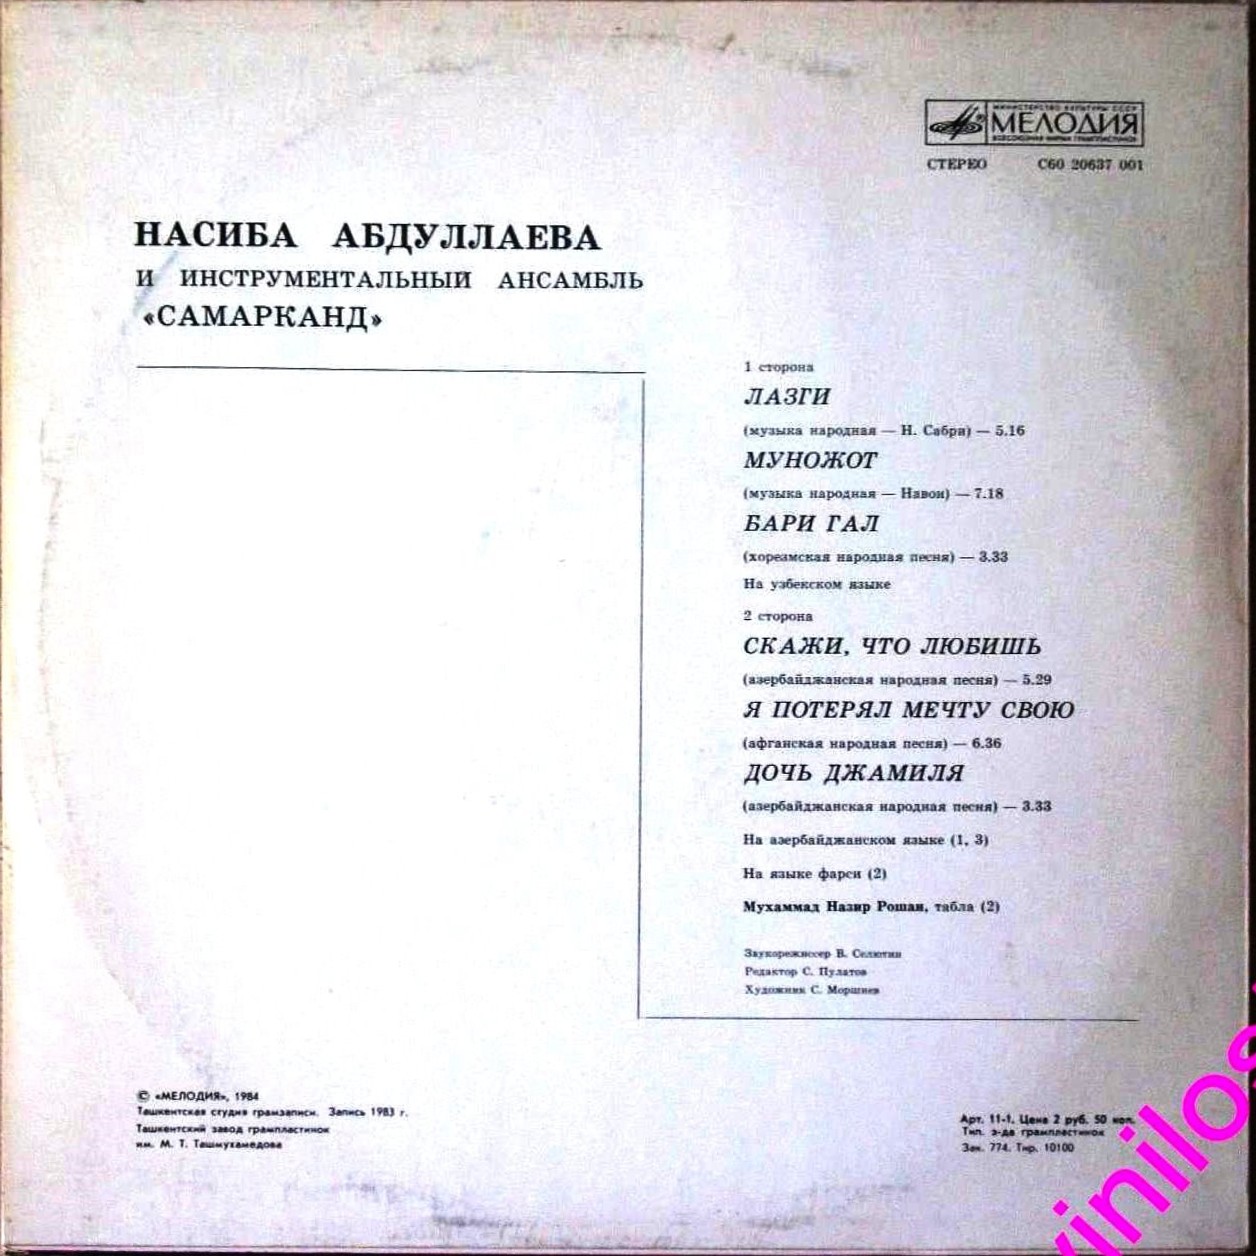 МИНИСТЕРСТВО КУЛЬТУРЫ СССР
МЕЛОДИЯ
ВСЕСОЮЗНАЯ ФИРМА ГРАМПЛАСТИНОК
СТЕРЕО С60 20637 001
НАСИБА АБДУЛЛАЕВА
И ИНСТРУМЕНТАЛЬНЫЙ АНСАМБЛЬ
«САМАРКАНД»
1 сторона
ЛАЗГИ
(музыка народная — Н. Сабри) — 5.16
МУНОЖОТ
(музыка народная — Навои) — 7.18
БАРИ ГАЛ
(хорезмская народная песня) — 3.33
На узбекском языке
2 сторона
СКАЖИ, ЧТО ЛЮБИШЬ
(азербайджанская народная песня) — 5.29
Я ПОТЕРЯЛ МЕЧТУ СВОЮ
(афганская народная песня) — 6.36
ДОЧЬ ДЖАМИЛЯ
(азербайджанская народная песня) — 3.33
На азербайджанском языке (1, 3)
На языке фарси (2)
Мухаммад Назир Рошан, табла (2)
Звукорежиссер В. Селютин
Редактор С. Пулатов
Художник С. Моршнев
© «МЕЛОДИЯ», 1984
Ташкентская студия грамзаписи. Запись 1983 г.
Ташкентский завод грампластинок
им. М. Т. Ташмухамедова
Арт. 11-1. Цена 2 руб. 50 коп.
Тип. з-да грампластинок
Зак. 774. Тир. 10100
vinilos